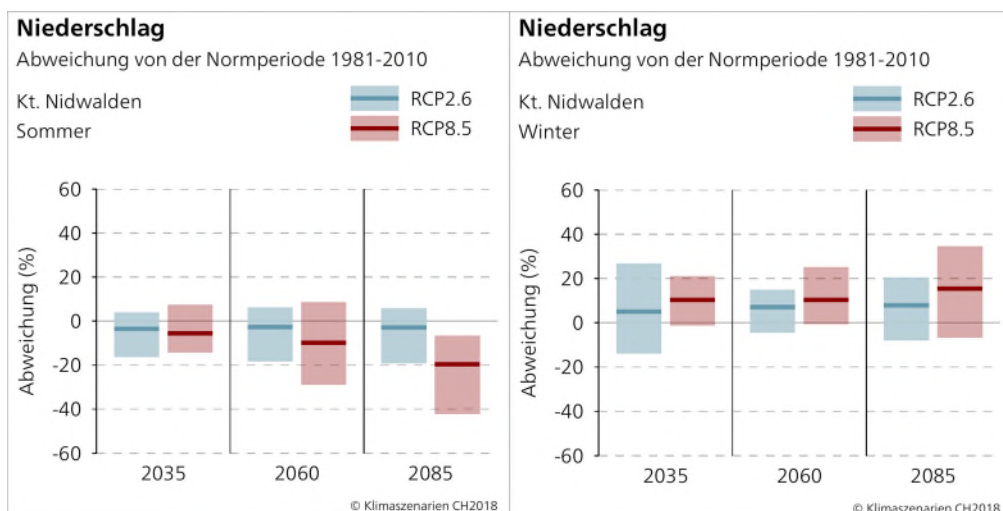 Niederschlag
Abweichung von der Normperiode 1981-2010
Kt. Nidwalden
RCP2.6
Sommer
RCP8.5
Abweichung (%)
60
40
20
0
-20
-40
-60
2035
2060
2085
© Klimaszenarien CH2018
Niederschlag
Abweichung von der Normperiode 1981-2010
Kt. Nidwalden
RCP2.6
Winter
RCP8.5
Abweichung (%)
60
40
20
0
-20
-40
-60
2035
2060
2085
© Klimaszenarien CH2018